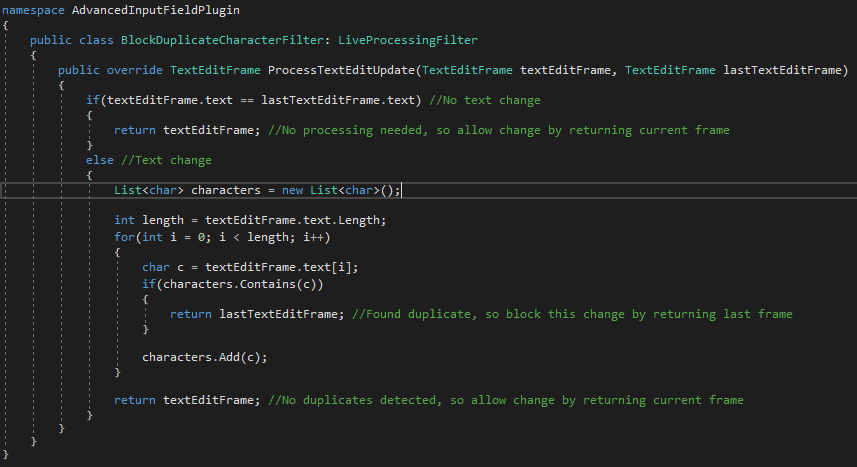 namespace AdvancedInputFieldPlugin
{
public class BlockDuplicateCharacterFilter: LiveProcessingFilter
{
public override TextEditFrame ProcessTextEditUpdate(TextEditFrame textEditFrame, TextEditFrame lastTextEditFrame)
{
if(textEditFrame.text == lastTextEditFrame.text) //No text change
{
return textEditFrame; //No processing needed, so allow change by returning current frame
}
else //Text change
{
List<char> characters = new List<char>();
int length = textEditFrame.text.Length;
for(int i = 0; i < length; i++)
{
char c = textEditFrame.text[i];
if(characters.Contains(c))
{
return lastTextEditFrame; //Found duplicate, so block this change by returning last frame
}
characters.Add(c);
}
return textEditFrame; //No duplicates detected, so allow change by returning current frame
}
}
}
}